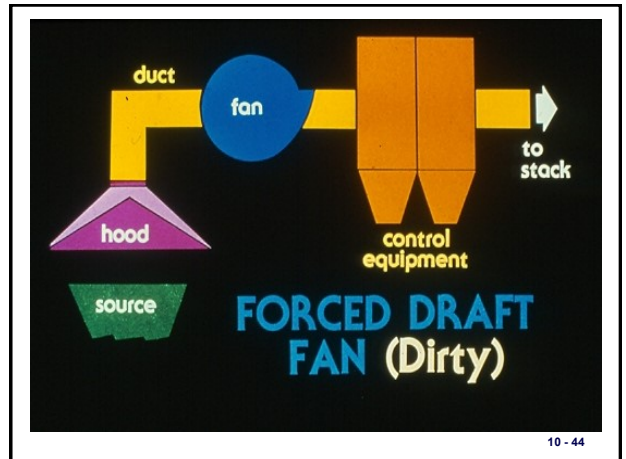 duct
fan
to
stack
hood
control
equipment
source
FORCED DRAFT
FAN (Dirty)
10 - 44